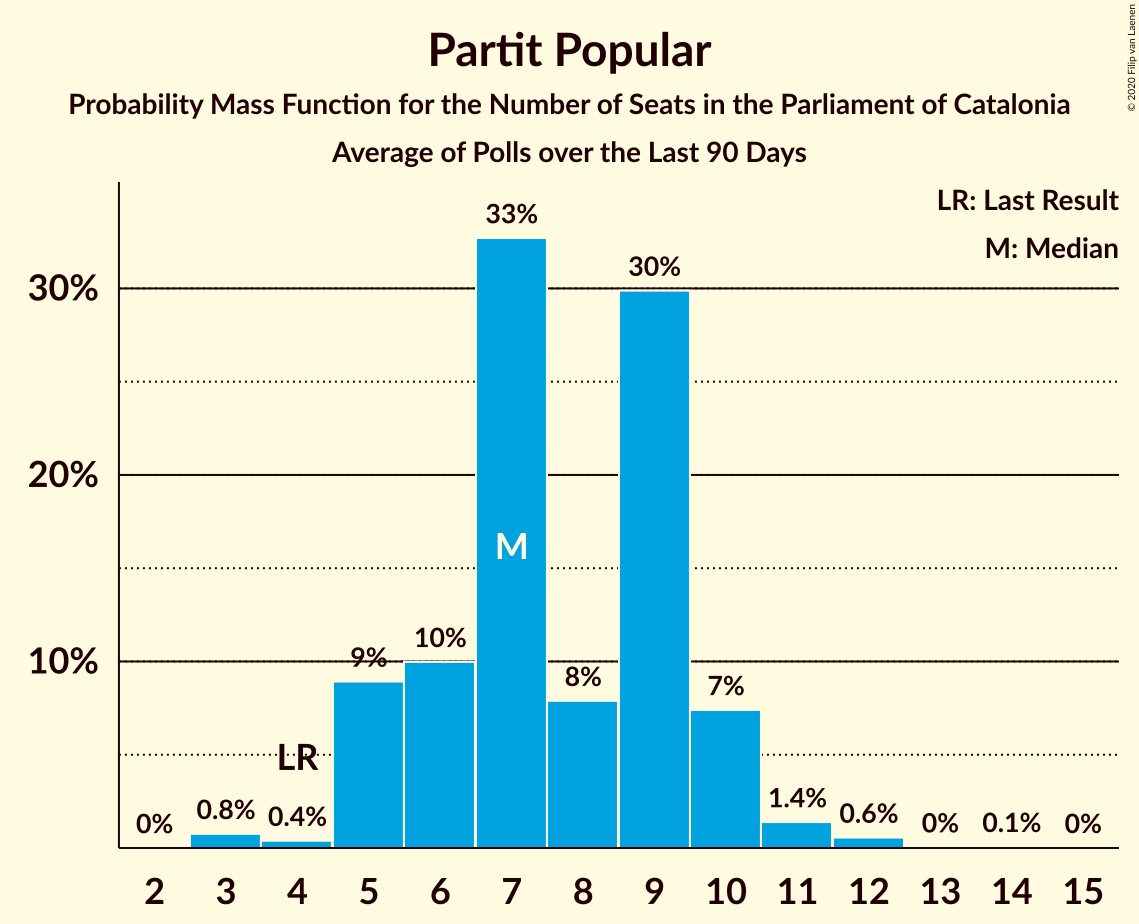 Partit Popular
Probability Mass Function for the Number of Seats in the Parliament of Catalonia
Average of Polls over the Last 90 Days
© 2020 Filip van Laenen
LR: Last Result
M: Median
30%
20%
10%
0%
0.8%
0.4%
LR
9%
10%
33%
M
8%
30%
7%
1.4%
0.6%
0%
0.1%
0%
2 3 4 5 6 7 8 9 10 11 12 13 14 15